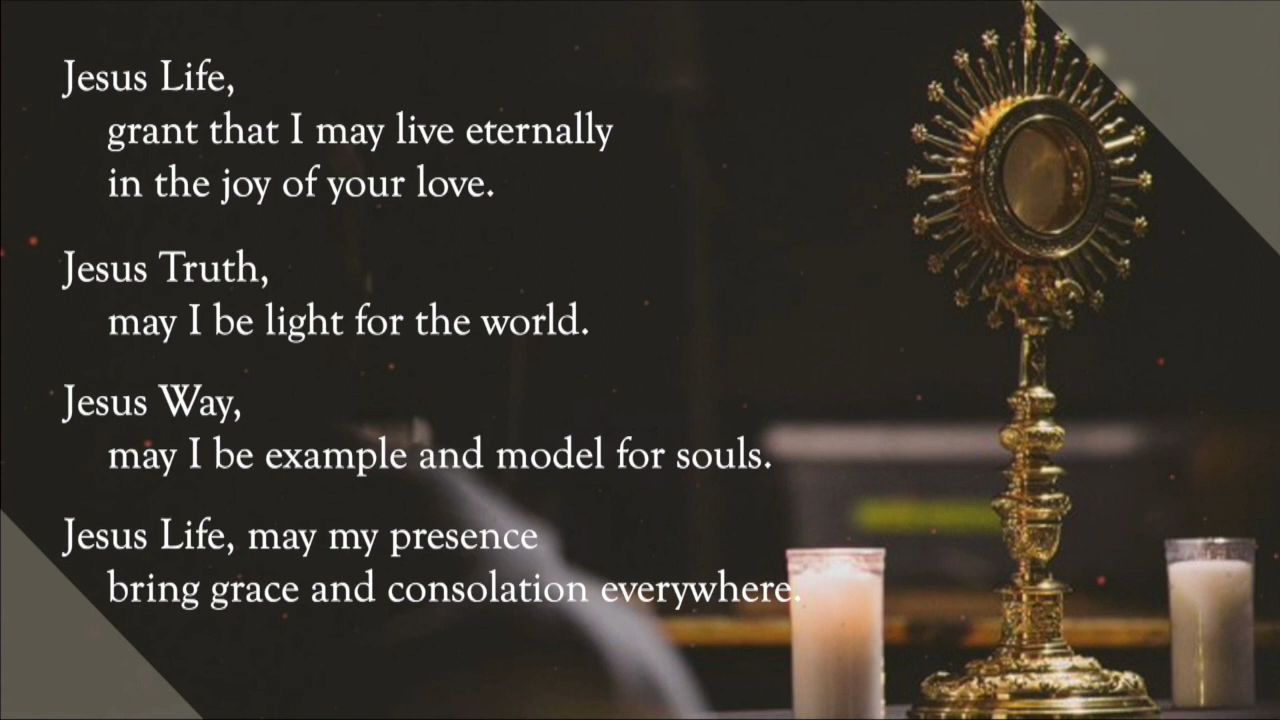 Jesus Life,
grant that I may live eternally
in the joy of your love.
Jesus Truth,
may I be light for the world.
Jesus Way,
may I be example and model for souls.
Jesus Life, may my presence
bring grace and consolation everywhere.